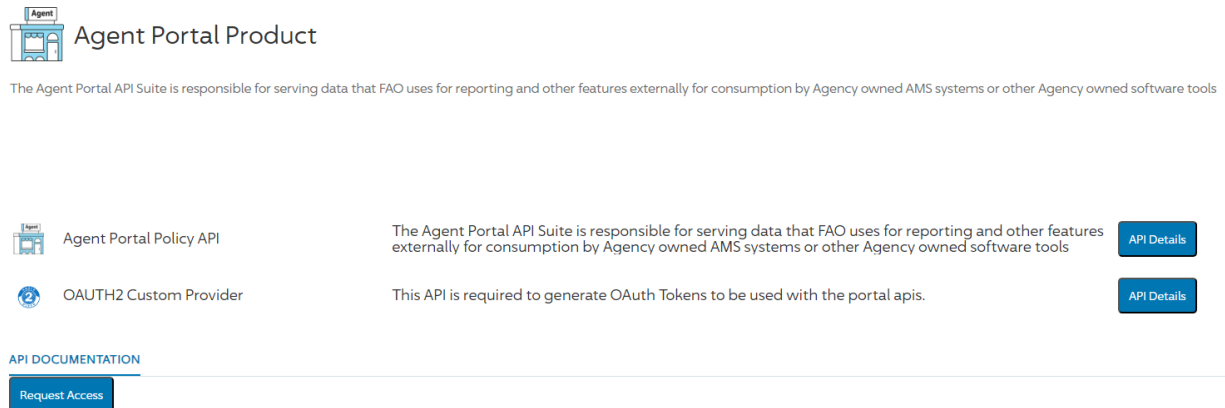 Agent
Agent Portal Product
The Agent Portal API Suite is responsible for serving data that FAO uses for reporting and other features externally for consumption by Agency owned AMS systems or other Agency owned software tools
Agent
Agent Portal Policy API
The Agent Portal API Suite is responsible for serving data that FAO uses for reporting and other features
externally for consumption by Agency owned AMS systems or other Agency owned software tools
API Details
2
OAUTH2 Custom Provider
This API is required to generate OAuth Tokens to be used with the portal apis.
API Details
API DOCUMENTATION
Request Access